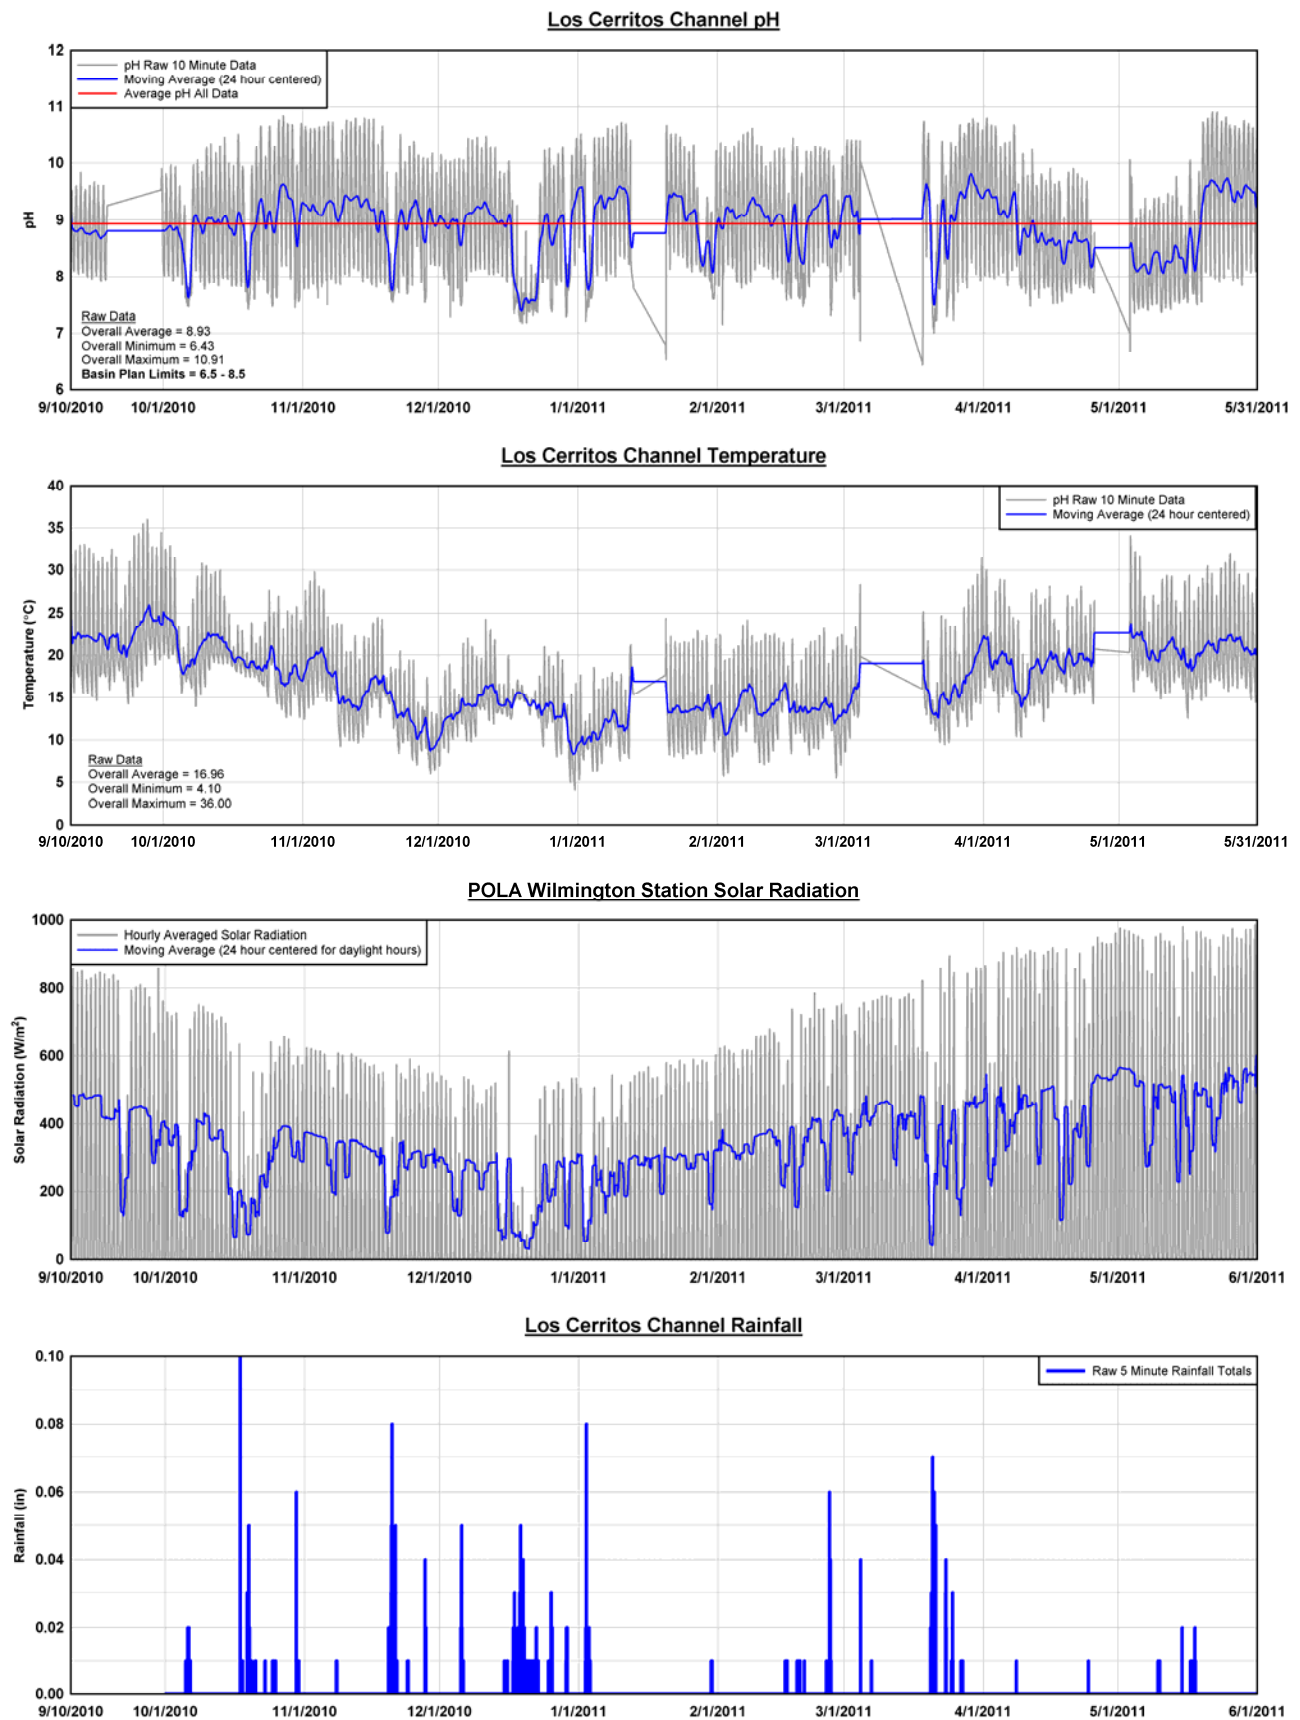 Los Cerritos Channel pH
12
11
10
9
8
7
6
pH
pH Raw 10 Minute Data
Moving Average (24 hour centered)
Average pH All Data
Raw Data
Overall Average = 8.93
Overall Minimum = 6.43
Overall Maximum = 10.91
Basin Plan Limits = 6.5 - 8.5
9/10/2010 10/1/2010 11/1/2010 12/1/2010 1/1/2011 2/1/2011 3/1/2011 4/1/2011 5/1/2011 5/31/2011
Los Cerritos Channel Temperature
40
35
30
25
20
15
10
5
0
Temperature (°C)
pH Raw 10 Minute Data
Moving Average (24 hour centered)
Raw Data
Overall Average = 16.96
Overall Minimum = 4.10
Overall Maximum = 36.00
9/10/2010 10/1/2010 11/1/2010 12/1/2010 1/1/2011 2/1/2011 3/1/2011 4/1/2011 5/1/2011 5/31/2011
POLA Wilmington Station Solar Radiation
1000
800
600
400
200
0
Solar Radiation (W/m²)
Hourly Averaged Solar Radiation
Moving Average (24 hour centered for daylight hours)
9/10/2010 10/1/2010 11/1/2010 12/1/2010 1/1/2011 2/1/2011 3/1/2011 4/1/2011 5/1/2011 6/1/2011
Los Cerritos Channel Rainfall
0.10
0.08
0.06
0.04
0.02
0.00
Rainfall (in)
Raw 5 Minute Rainfall Totals
9/10/2010 10/1/2010 11/1/2010 12/1/2010 1/1/2011 2/1/2011 3/1/2011 4/1/2011 5/1/2011 6/1/2011